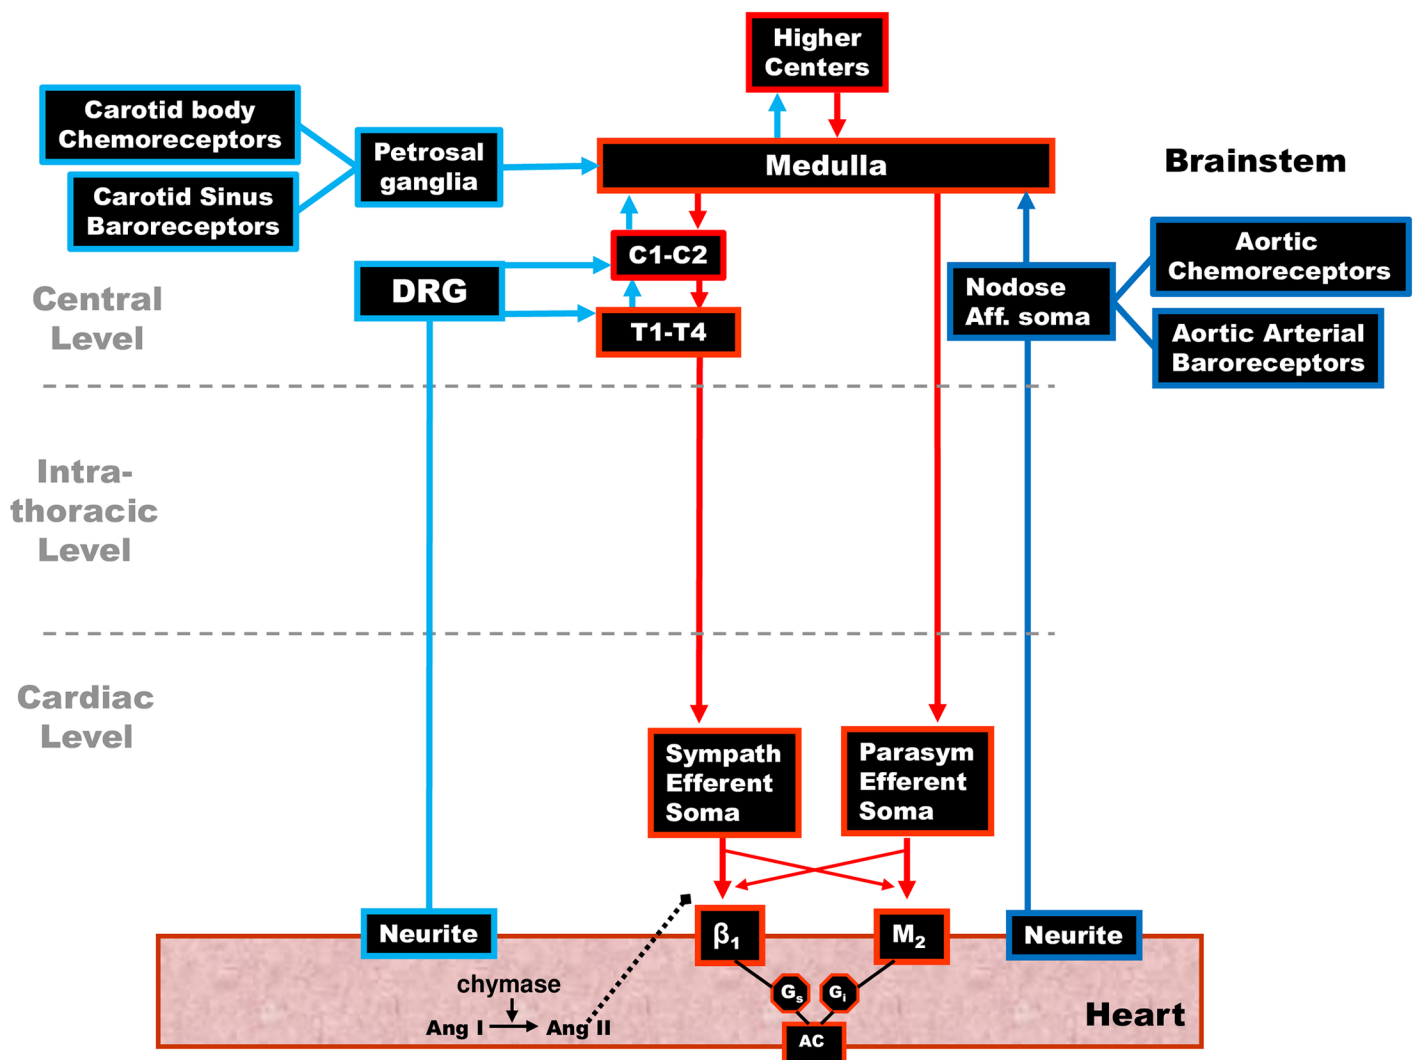 Higher
Centers
Carotid body
Chemoreceptors
Petrosal
ganglia
Medulla
Brainstem
Carotid Sinus
Baroreceptors
C1-C2
Aortic
Chemoreceptors
DRG
Nodose
Aff. soma
Central
Level
T1-T4
Aortic Arterial
Baroreceptors
Intra-
thoracic
Level
Cardiac
Level
Sympath
Efferent
Soma
Parasym
Efferent
Soma
Neurite
β₁
M₂
Neurite
chymase
Gₛ
Gᵢ
Heart
Ang I
Ang II
AC